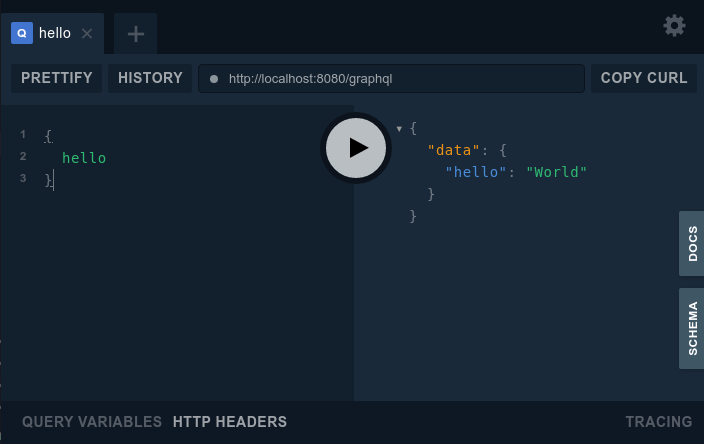 Q hello
PRETTIFY HISTORY http://localhost:8080/graphql COPY CURL
1 {
2 hello
3 }
{
"data": {
"hello": "World"
}
}
DOCS
SCHEMA
QUERY VARIABLES HTTP HEADERS TRACING